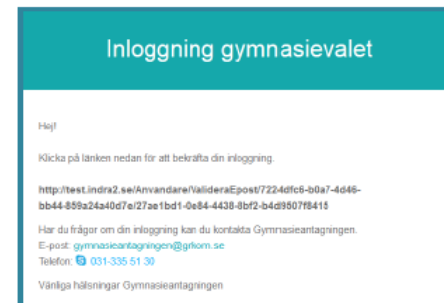 Inloggning gymnasievalet
Hej!
Klicka på länken nedan för att bekräfta din inloggning.
http://test.indra2.se/Anvandare/ValideraEpost/7224dfc6-b0a7-4d46-
bb44-859a24a40d7e/27ae1bd1-0e84-4438-8bf2-b4d9507f8415
Har du frågor om din inloggning kan du kontakta Gymnasieantagningen.
E-post: gymnasieantagningen@grkom.se
Telefon: 031-335 51 30
Vänliga hälsningar Gymnasieantagningen